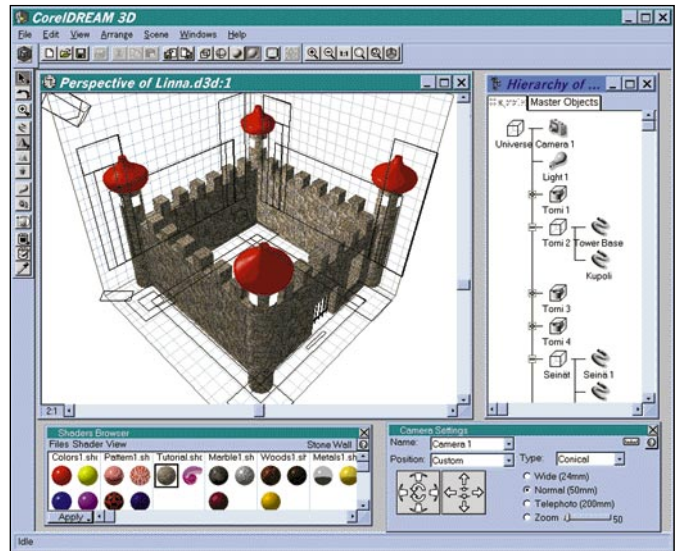 CorelDREAM 3D
File Edit View Arrange Scene Windows Help
Perspective of Linna.d3d:1
Hierarchy of ...
Master Objects
Universe Camera 1
Light 1
Torni 1
Torni 2 Tower Base
Kupoli
Torni 3
Torni 4
Seinät Seinä 1
2:1
Shaders Browser
Files Shader View Stone Wall
Colors1.sh Pattern1.sh Tutorial.sh Marble1.sh Woods1.sh Metals1.sh
Apply
Camera Settings
Name: Camera 1
Position: Custom Type: Conical
Wide (24mm)
Normal (50mm)
Telephoto (200mm)
Zoom 50
Idle